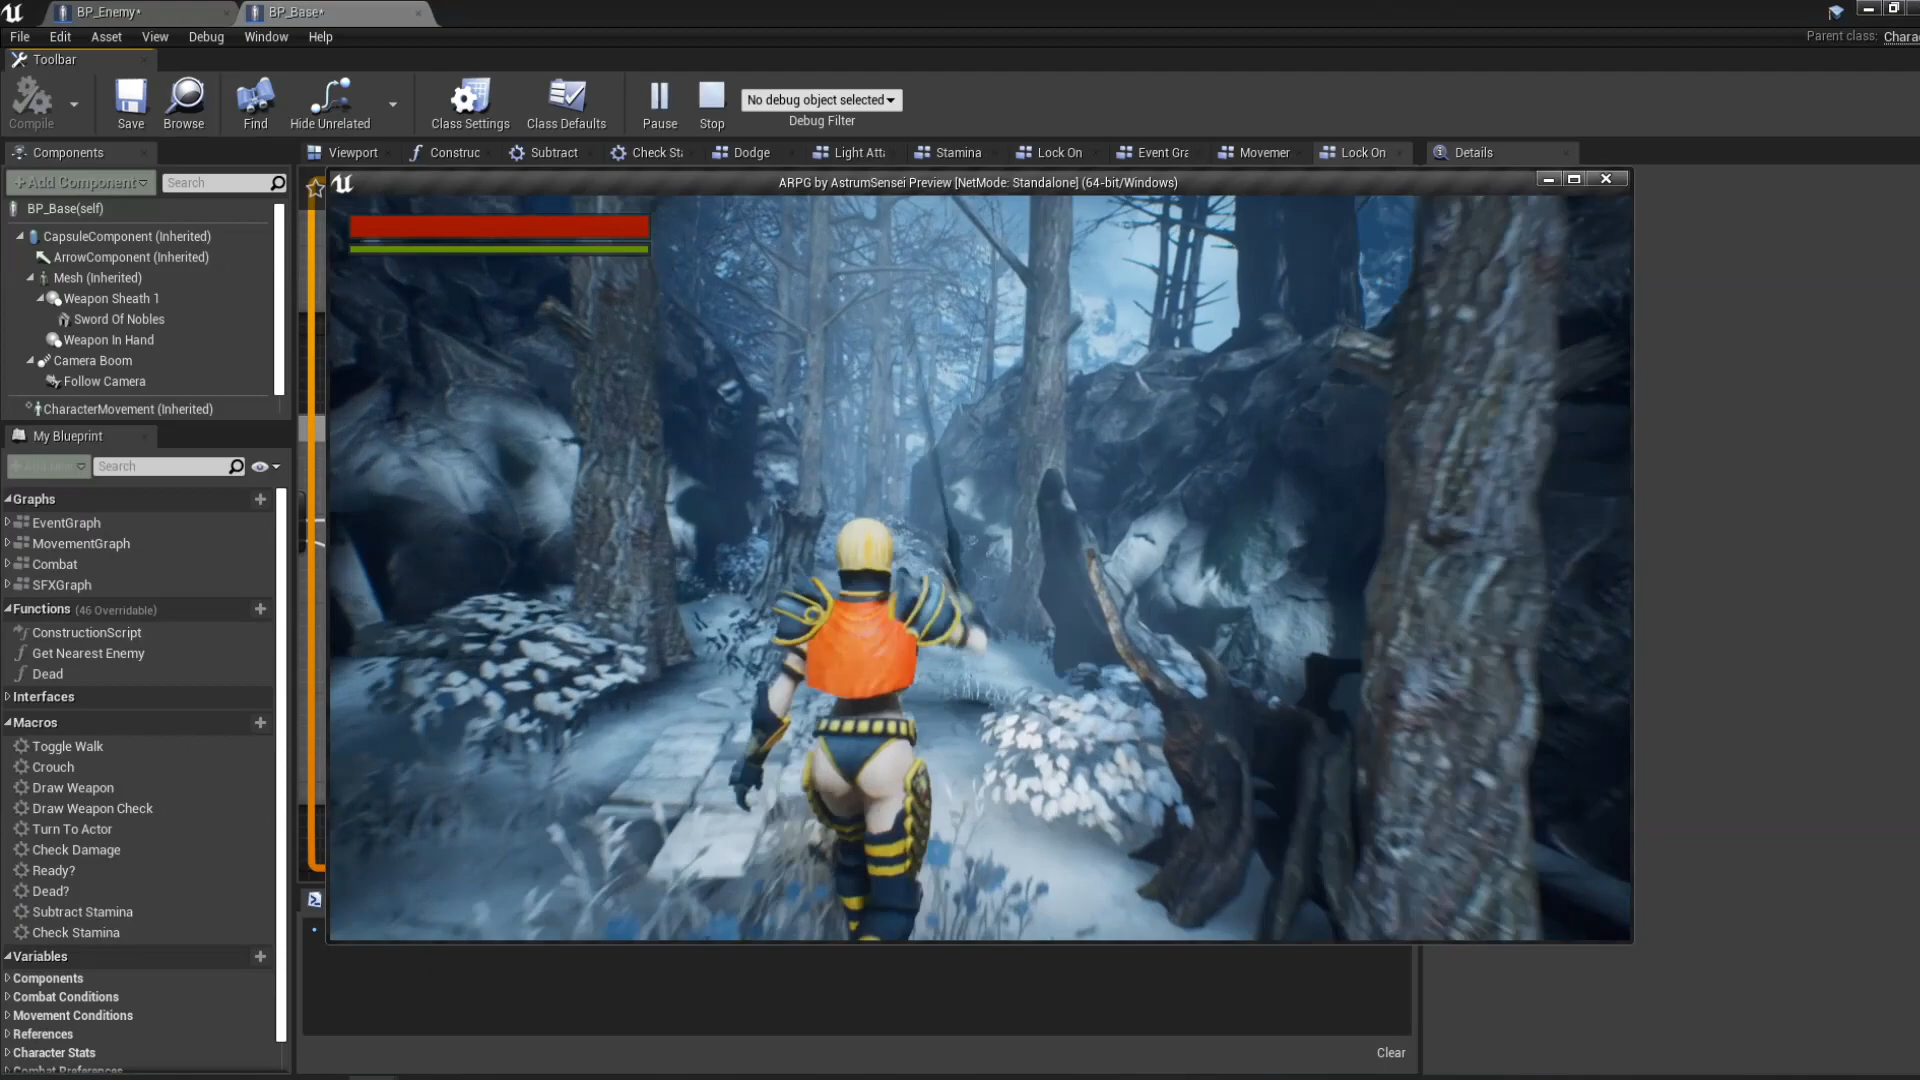 BP_Enemy*
BP_Base*
File Edit Asset View Debug Window Help
Parent class: Chara
Toolbar
Compile
Save
Browse
Find
Hide Unrelated
Class Settings
Class Defaults
Pause
Stop
No debug object selected
Debug Filter
Components
Viewport
Construc
Subtract
Check St
Dodge
Light Att
Stamina
Lock On
Event Gra
Movemer
Lock On
Details
+Add Component
Search
ARPG by AstrumSensei Preview [NetMode: Standalone] (64-bit/Windows)
BP_Base(self)
CapsuleComponent (Inherited)
ArrowComponent (Inherited)
Mesh (Inherited)
Weapon Sheath 1
Sword Of Nobles
Weapon In Hand
Camera Boom
Follow Camera
CharacterMovement (Inherited)
My Blueprint
Search
Graphs
EventGraph
MovementGraph
Combat
SFXGraph
Functions (46 Overridable)
ConstructionScript
Get Nearest Enemy
Dead
Interfaces
Macros
Toggle Walk
Crouch
Draw Weapon
Draw Weapon Check
Turn To Actor
Check Damage
Ready?
Dead?
Subtract Stamina
Check Stamina
Variables
Components
Combat Conditions
Movement Conditions
References
Character Stats
Combat Preferences
Clear